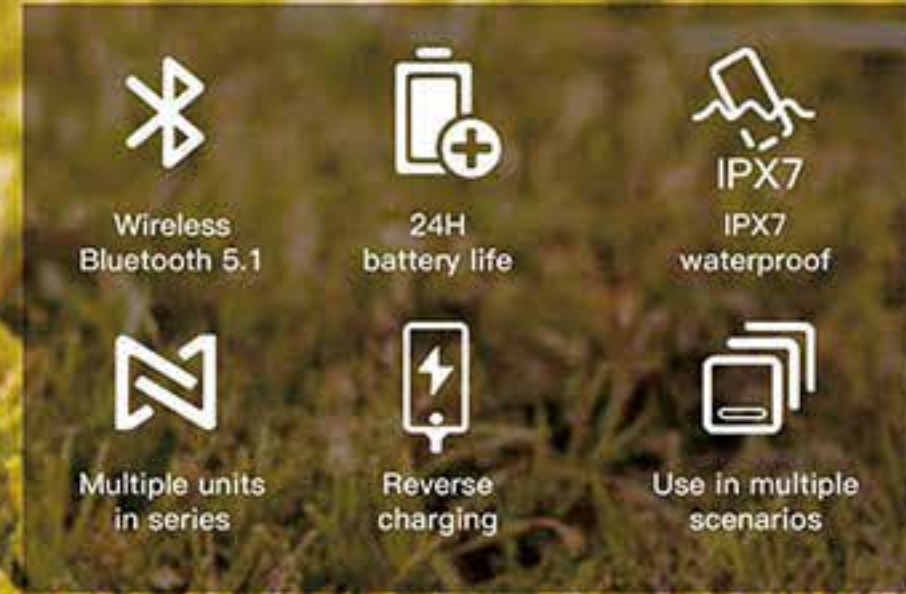 Wireless
Bluetooth 5.1
24H
battery life
IPX7
IPX7
waterproof
Multiple units
in series
Reverse
charging
Use in multiple
scenarios